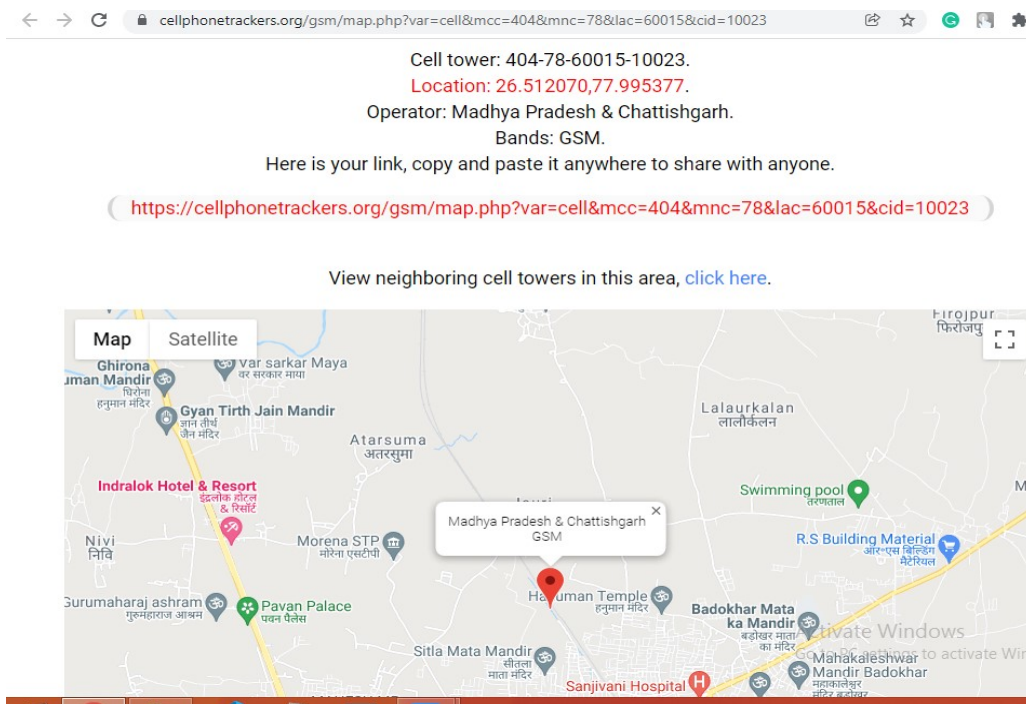 cellphonetrackers.org/gsm/map.php?var=cell&mcc=404&mnc=78&lac=60015&cid=10023
Cell tower: 404-78-60015-10023.
Location: 26.512070,77.995377.
Operator: Madhya Pradesh & Chattishgarh.
Bands: GSM.
Here is your link, copy and paste it anywhere to share with anyone.
https://cellphonetrackers.org/gsm/map.php?var=cell&mcc=404&mnc=78&lac=60015&cid=10023
View neighboring cell towers in this area, click here.
Map
Satellite
Firojpur
Ghirona
uman Mandir
घिरोना
हनुमान मंदिर
Var sarkar Maya
वर सरकार माया
Gyan Tirth Jain Mandir
ज्ञान तीर्थ
जैन मंदिर
Atarsuma
अतरसुमा
Lalaurkalan
लालौर्कलन
Indralok Hotel & Resort
इंद्रलोक होटल
& रिसॉर्ट
Swimming pool
तरणताल
Madhya Pradesh & Chattishgarh
GSM
Nivi
निवि
Morena STP
मोरेना एसटीपी
R.S Building Material
आर॰एस बिल्डिंग
मैटेरियल
Gurumaharaj ashram
गुरुमहाराज आश्रम
Pavan Palace
पवन पैलेस
Hanuman Temple
हनुमान मंदिर
Badokhar Mata
ka Mandir
बड़ोखर माता
का मंदिर
Activate Windows
Go to PC settings to activate Win
Sitla Mata Mandir
सीतला
माता मंदिर
Mahakaleshwar
Mandir Badokhar
महाकालेश्वर
मंदिर बड़ोखर
Sanjivani Hospital